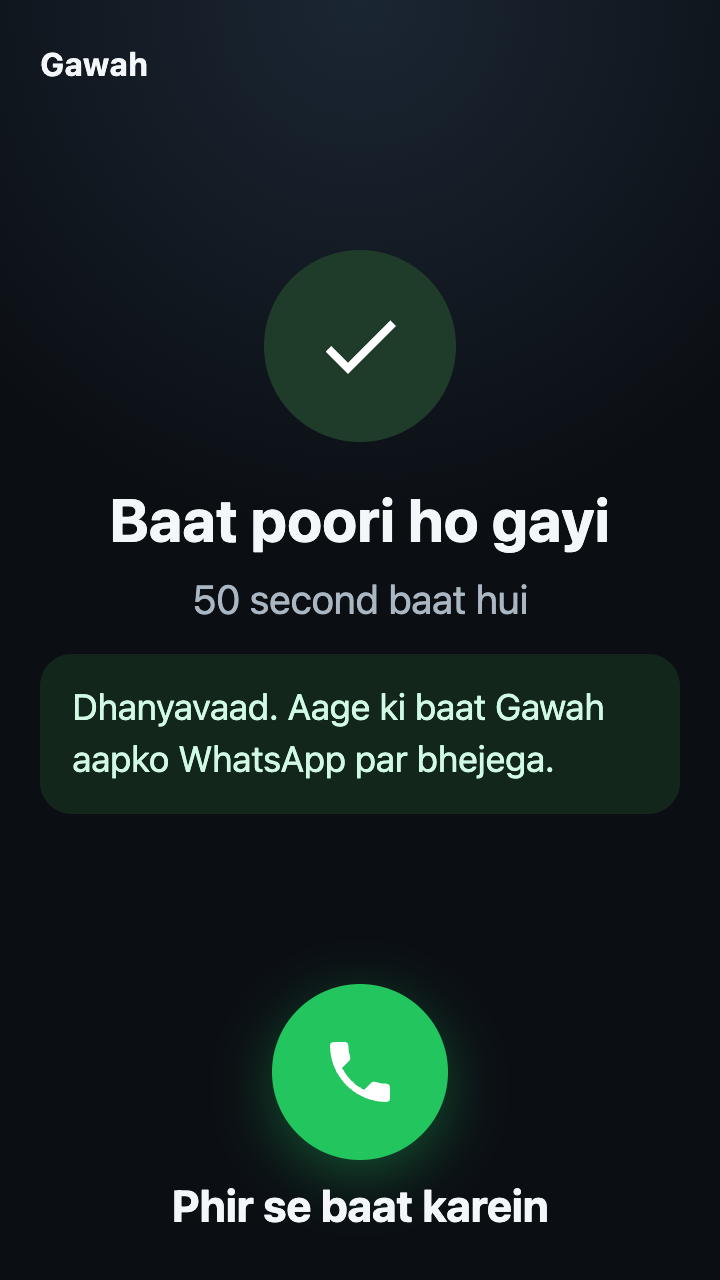 Gawah
Baat poori ho gayi
50 second baat hui
Dhanyavaad. Aage ki baat Gawah
aapko WhatsApp par bhejega.
Phir se baat karein